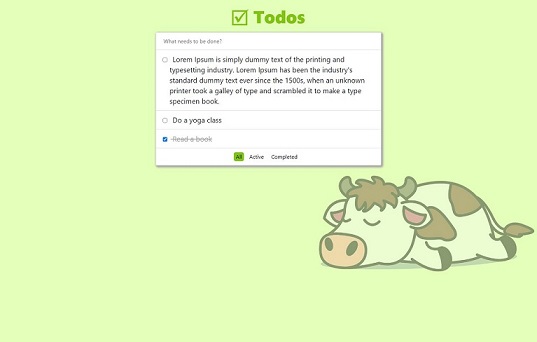 Todos
What needs to be done?
Lorem Ipsum is simply dummy text of the printing and
typesetting industry. Lorem Ipsum has been the industry's
standard dummy text ever since the 1500s, when an unknown
printer took a galley of type and scrambled it to make a type
specimen book.
Do a yoga class
Read a book
All Active Completed